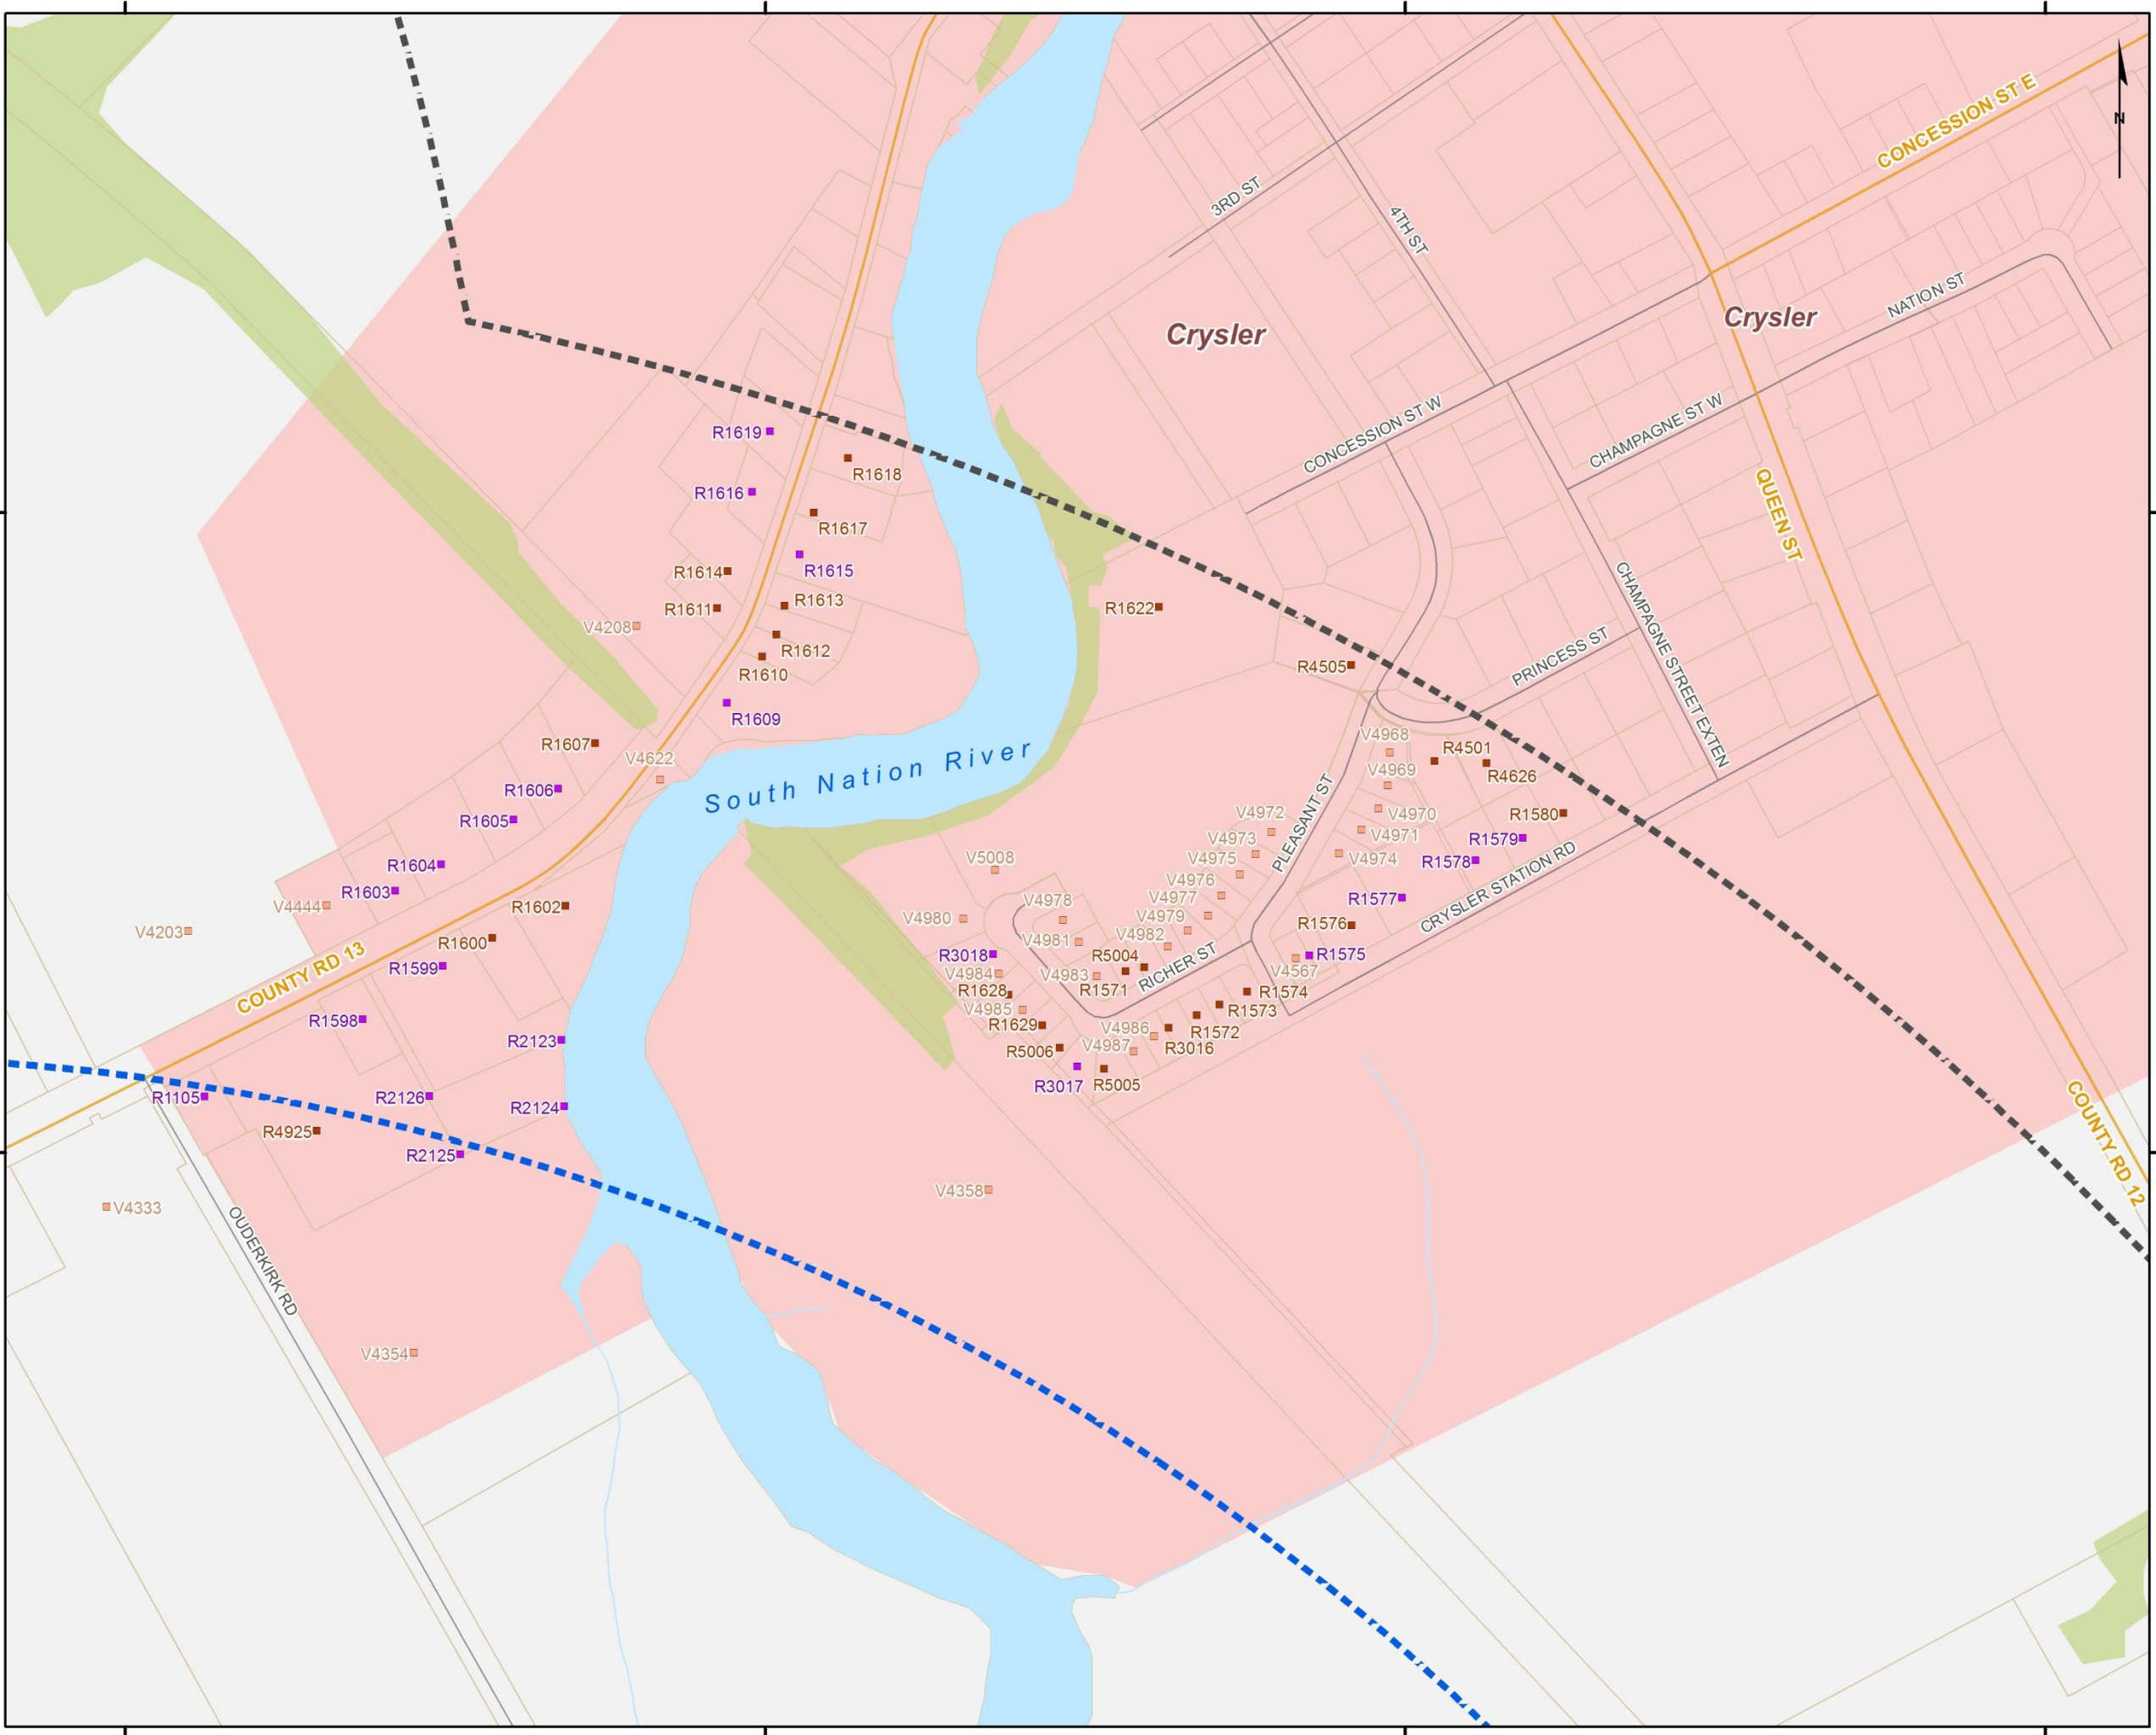 CONCESSION ST E
N
3RD ST
4TH ST
NATION ST
Crysler
Crysler
CONCESSION ST W
CHAMPAGNE ST W
R1619
R1618
R1616
QUEEN ST
R1617
R1615
R1614
R1613
R1611
R1622
CHAMPAGNE STREET EXTEN
V4208
R1612
PRINCESS ST
R1610
R4505
R1609
R1607
V4968
R4501
V4622
South Nation River
V4969
R4626
R1606
PLEASANT ST
V4972
V4970
R1580
R1605
V4973
V4971
R1579
V5008
V4975
V4974
R1578
R1604
V4976
CRYSLER STATION RD
R1603
V4978
V4977
R1577
V4444
R1602
V4980
V4979
R1576
V4203
V4982
R1600
V4981
R5004
R3018
RICHER ST
R1575
COUNTY RD 13
R1599
V4984
V4983
V4567
R1628
R1571
R1574
V4985
R1573
R1598
R1629
V4986
R1572
R2123
R5006
V4987
R3016
R3017
R5005
R1105
R2126
R2124
COUNTY RD 12
R4925
R2125
V4358
V4333
OUDERKIRK RD
V4354